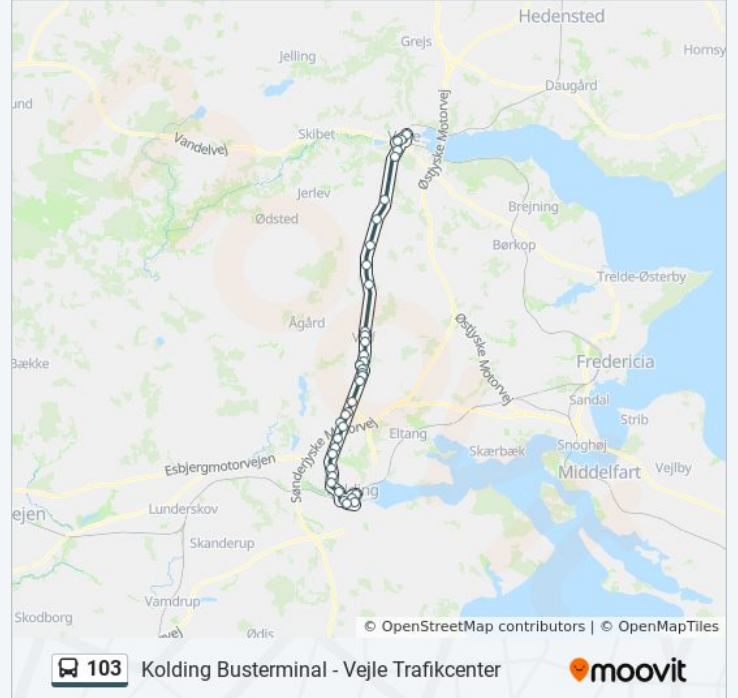 Hedensted
Grejs
Jelling
Hornsy
Daugård
und
Østjyske Motorvej
Skibet
Vandelvej
Jerlev
Brejning
Ødsted
Børkop
Trelde-Østerby
Ågård
Østjyske Motorvej
Bække
Fredericia
Sandal
Strib
Sønderjyske Motorvej
Eltang
Snoghøj
Skærbæk
Esbjergmotorvejen
Middelfart
Vejlby
Lunderskov
ejen
Skanderup
Vamdrup
Skodborg
vej
Ødis
© OpenStreetMap contributors | © OpenMapTiles
103 Kolding Busterminal - Vejle Trafikcenter
moovit